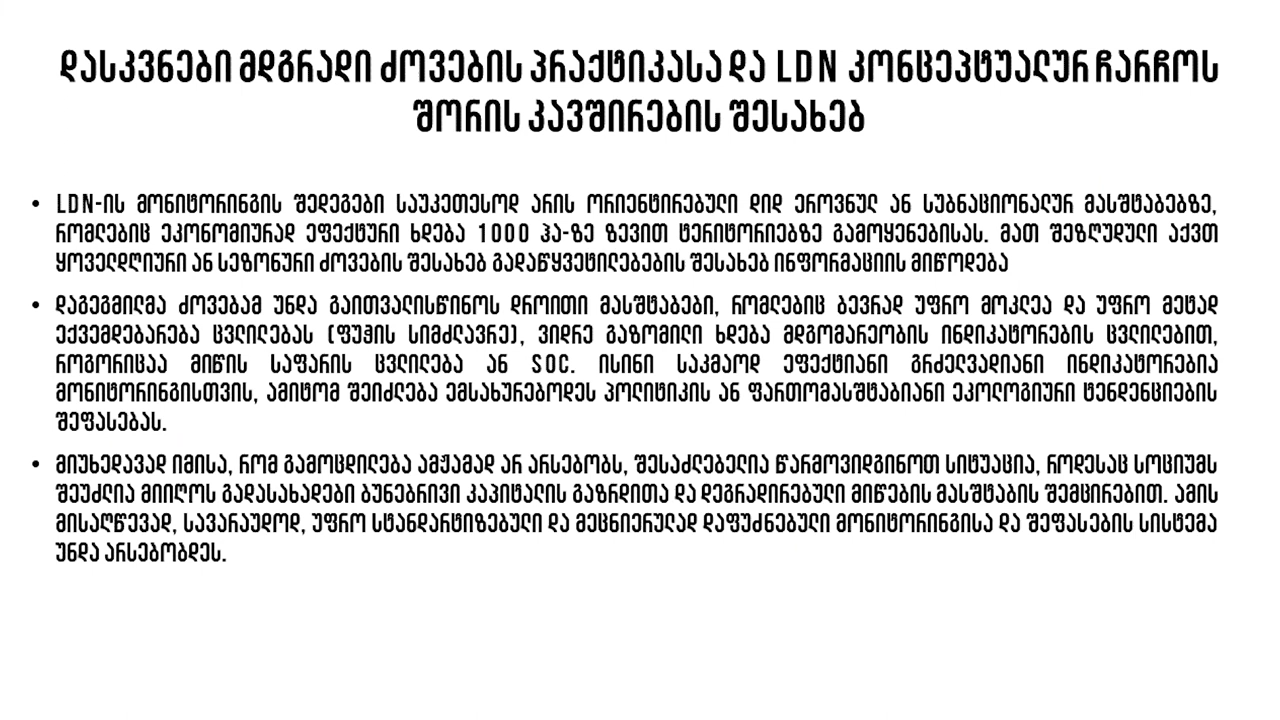 დასკვნები მდგრადი ძოვების პრაქტიკასა და LDN კონცეპტუალურ ჩარჩოს
შორის კავშირების შესახებ
• LDN-ის მონიტორინგის შედეგები საუკეთესოდ არის ორიენტირებული დიდ ეროვნულ ან სუბნაციონალურ მასშტაბებზე,
რომლებიც ეკონომიურად ეფექტური ხდება 1000 ჰა-ზე ზევით ტერიტორიებზე გამოყენებისას. მათ შეზღუდული აქვთ
ყოველდღიური ან სეზონური ძოვების შესახებ გადაწყვეტილებების შესახებ ინფორმაციის მიწოდება
• დაგეგმილმა ძოვებამ უნდა გაითვალისწინოს დროითი მასშტაბები, რომლებიც ბევრად უფრო მოკლეა და უფრო მეტად
ექვემდებარება ცვლილებას (ფუჰის სიმძლავრე), ვიდრე გაზომილი ხდება მდგომარეობის ინდიკატორების ცვლილებით,
როგორიცაა მიწის საფარის ცვლილება ან SOC. ისინი საკმაოდ ეფექტიანი გრძელვადიანი ინდიკატორებია
მონიტორინგისთვის, ამიტომ შეიძლება ემსახურებოდეს პოლიტიკის ან ფართომასშტაბიანი ეკოლოგიური ტენდენციების
შეფასებას.
• მიუხედავად იმისა, რომ გამოცდილება ამჟამად არ არსებობს, შესაძლებელია წარმოვიდგინოთ სიტუაცია, როდესაც სოციუმს
შეუძლია მიიღოს გადასახადები ბუნებრივი კაპიტალის გაზრდითა და დეგრადირებული მიწების მასშტაბის შემცირებით. ამის
მისაღწევად, სავარაუდოდ, უფრო სტანდარტიზებული და მეცნიერულად დაფუძნებული მონიტორინგისა და შეფასების სისტემა
უნდა არსებობდეს.